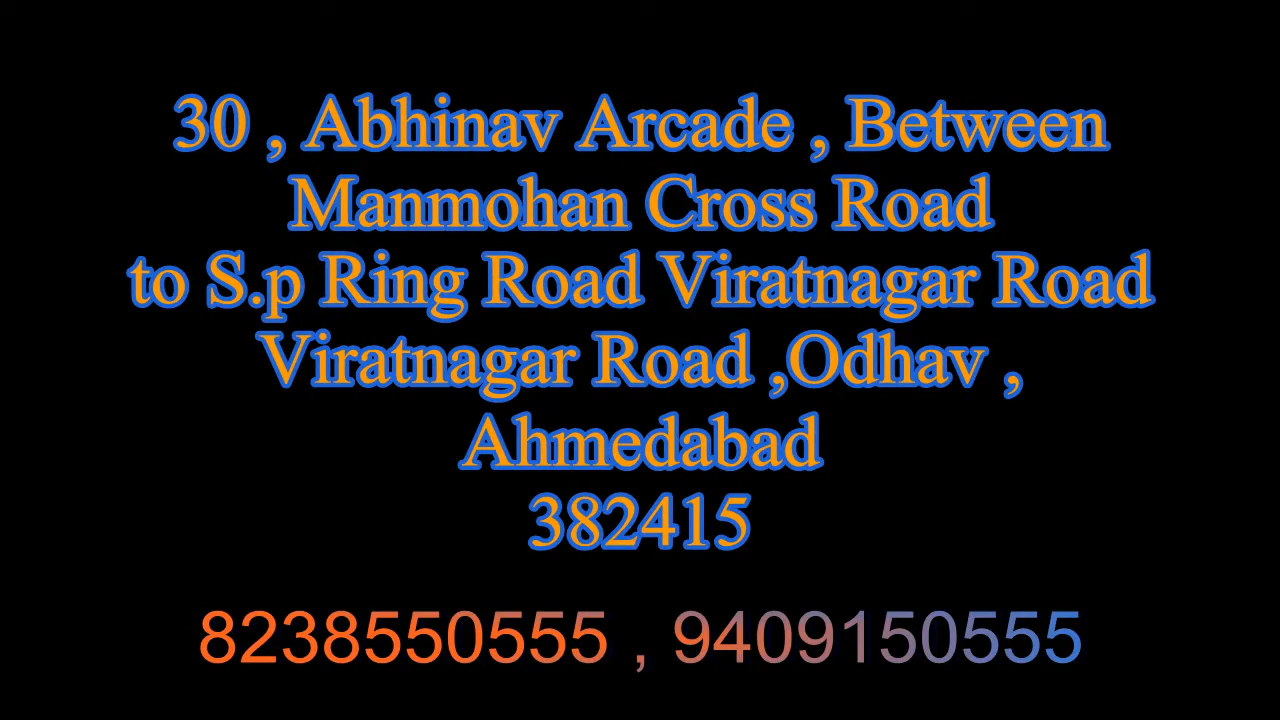 30 , Abhinav Arcade , Between
Manmohan Cross Road
to S.p Ring Road Viratnagar Road
Viratnagar Road ,Odhav ,
Ahmedabad
382415
8238550555 , 9409150555